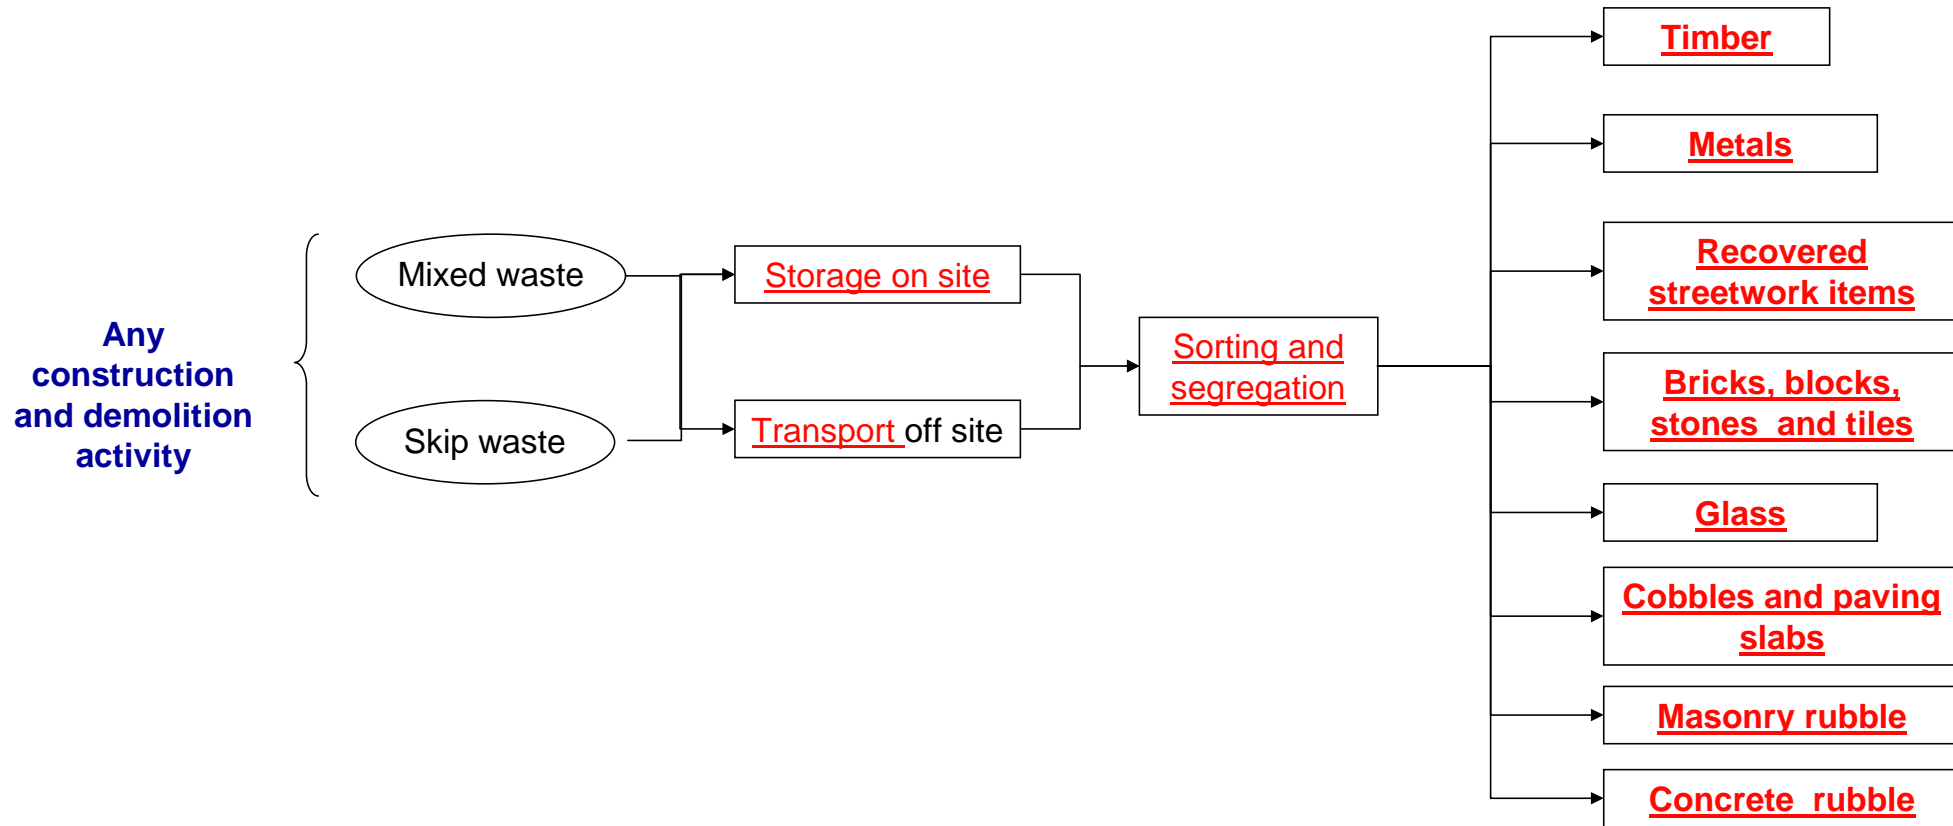 Any
construction
and demolition
activity
Mixed waste
Skip waste
Storage on site
Transport off site
Sorting and
segregation
Timber
Metals
Recovered
streetwork items
Bricks, blocks,
stones and tiles
Glass
Cobbles and paving
slabs
Masonry rubble
Concrete rubble